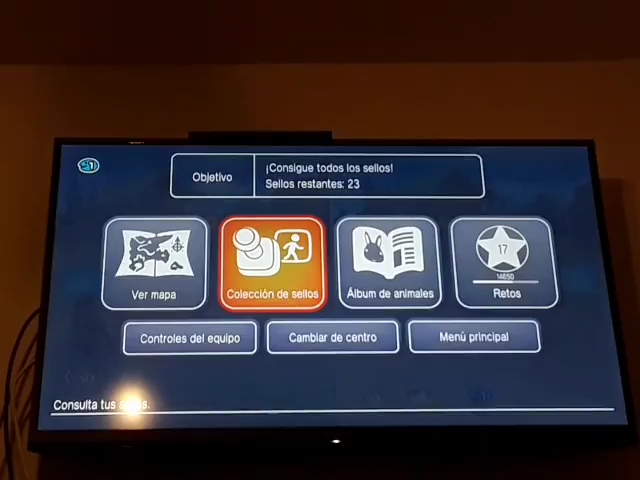 1
Objetivo
¡Consigue todos los sellos!
Sellos restantes: 23
Ver mapa
Colección de sellos
Álbum de animales
17
14650
Retos
Controles del equipo
Cambiar de centro
Menú principal
Consulta tus